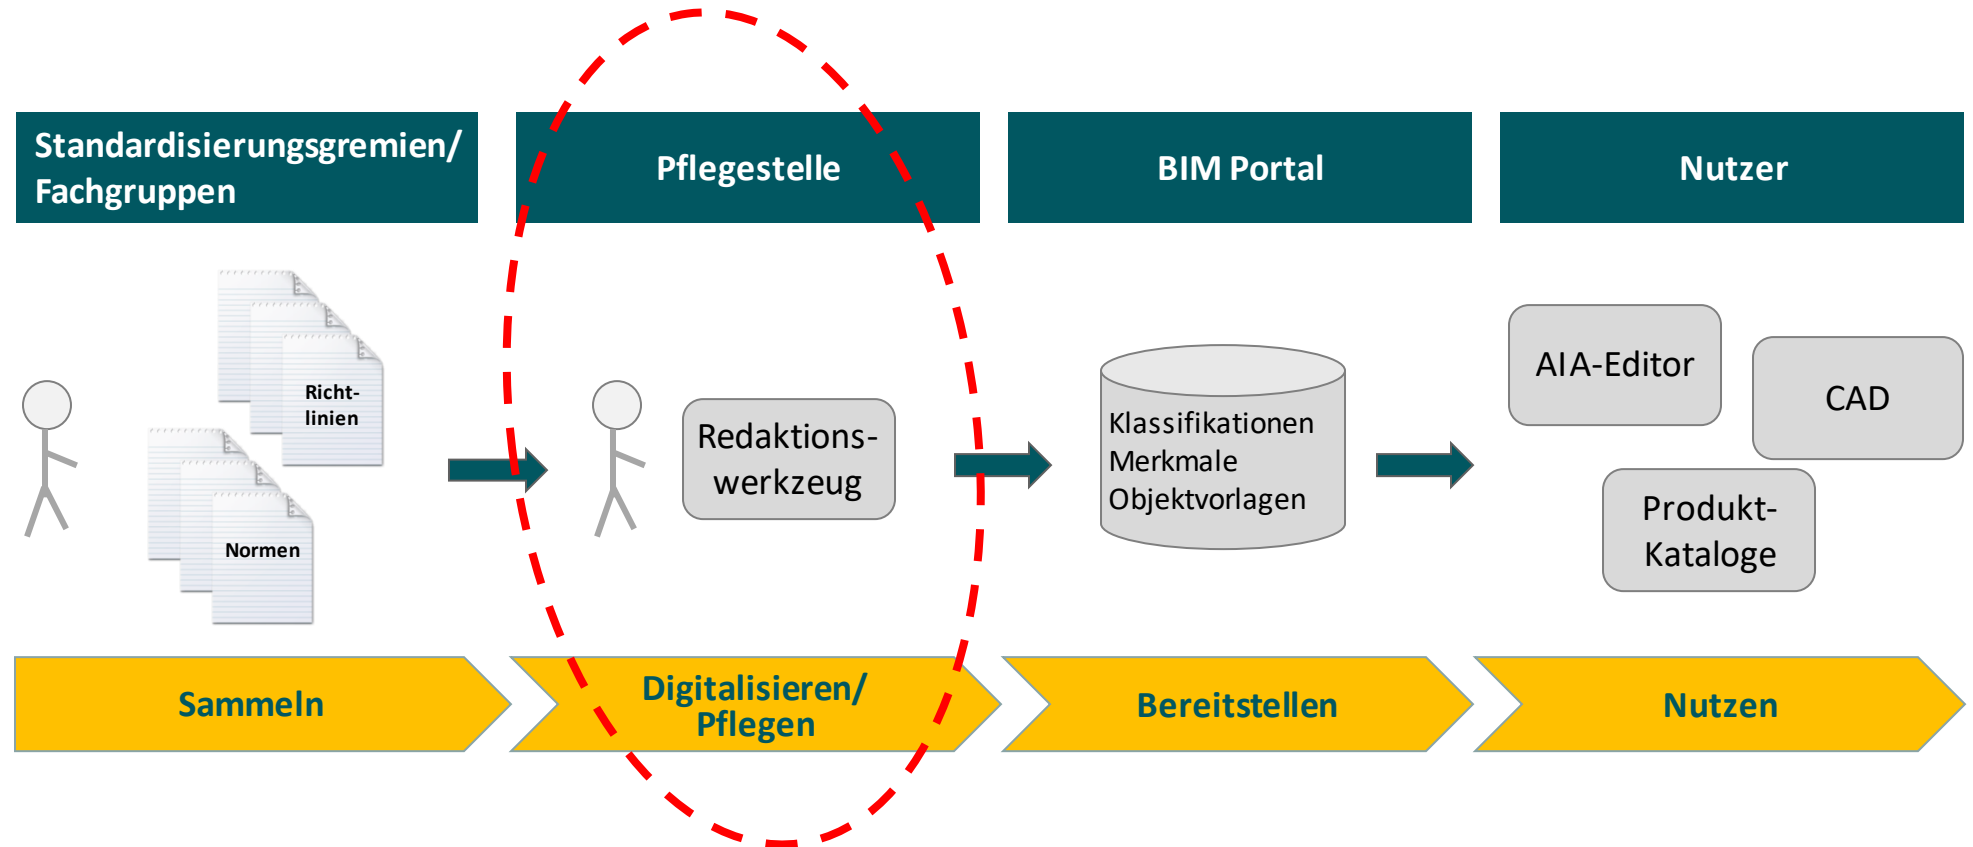 Standardisierungsgremien/
Fachgruppen
Pflegestelle
BIM Portal
Nutzer
Richt-
linien
Normen
Redaktions-
werkzeug
Klassifikationen
Merkmale
Objektvorlagen
AIA-Editor
CAD
Produkt-
Kataloge
Sammeln
Digitalisieren/
Pflegen
Bereitstellen
Nutzen